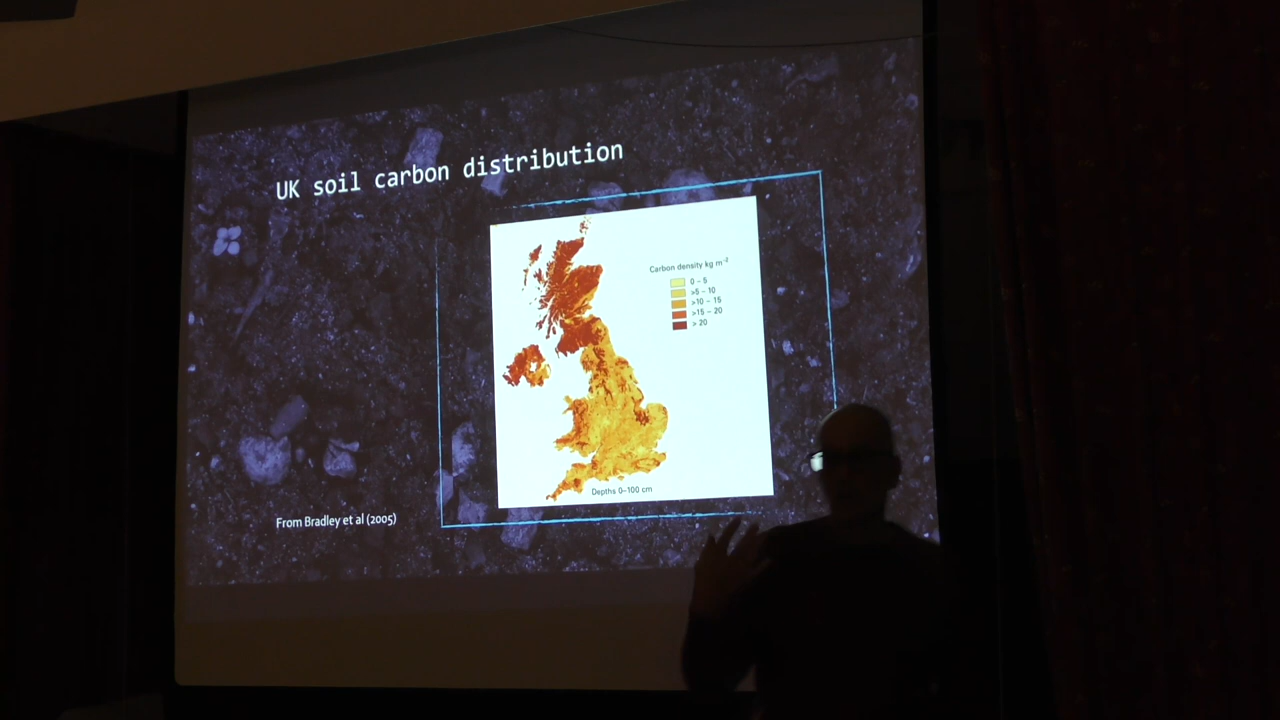 UK soil carbon distribution
Carbon density kg m⁻²
0 – 5
>5 – 10
>10 – 15
>15 – 20
> 20
Depths 0–100 cm
From Bradley et al (2005)